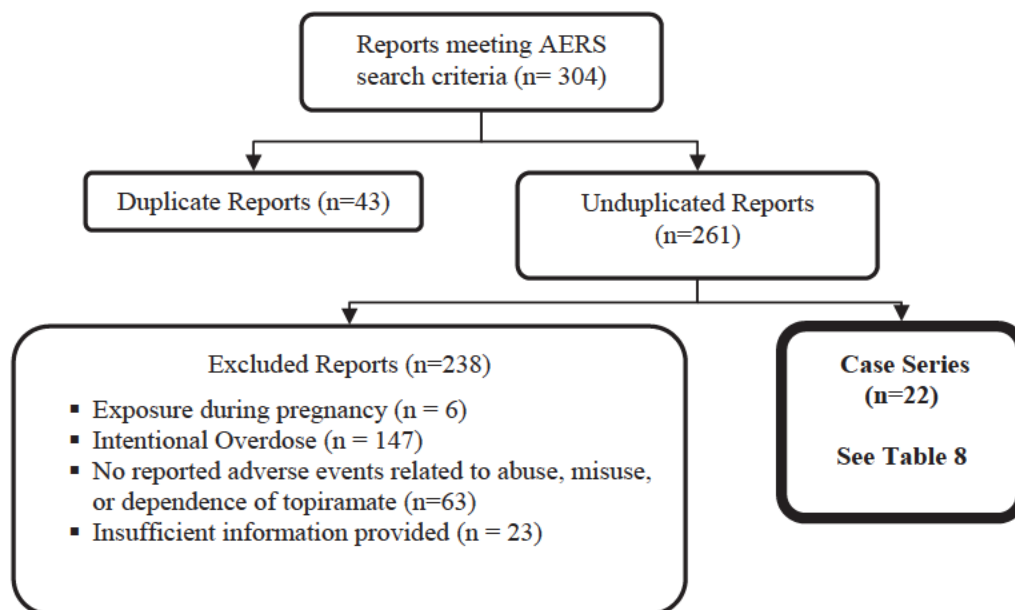 Reports meeting AERS
search criteria (n= 304)
Duplicate Reports (n=43)
Unduplicated Reports
(n=261)
Excluded Reports (n=238)
▪ Exposure during pregnancy (n = 6)
▪ Intentional Overdose (n = 147)
▪ No reported adverse events related to abuse, misuse,
or dependence of topiramate (n=63)
▪ Insufficient information provided (n = 23)
Case Series
(n=22)
See Table 8